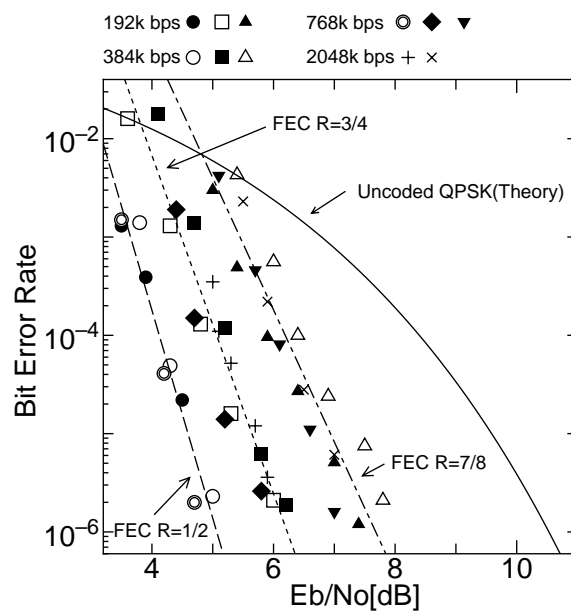 192k bps
768k bps
384k bps
2048k bps
10−2
FEC R=3/4
Uncoded QPSK(Theory)
Bit Error Rate
10−4
FEC R=7/8
FEC R=1/2
10−6
4 6 8 10
Eb/No[dB]